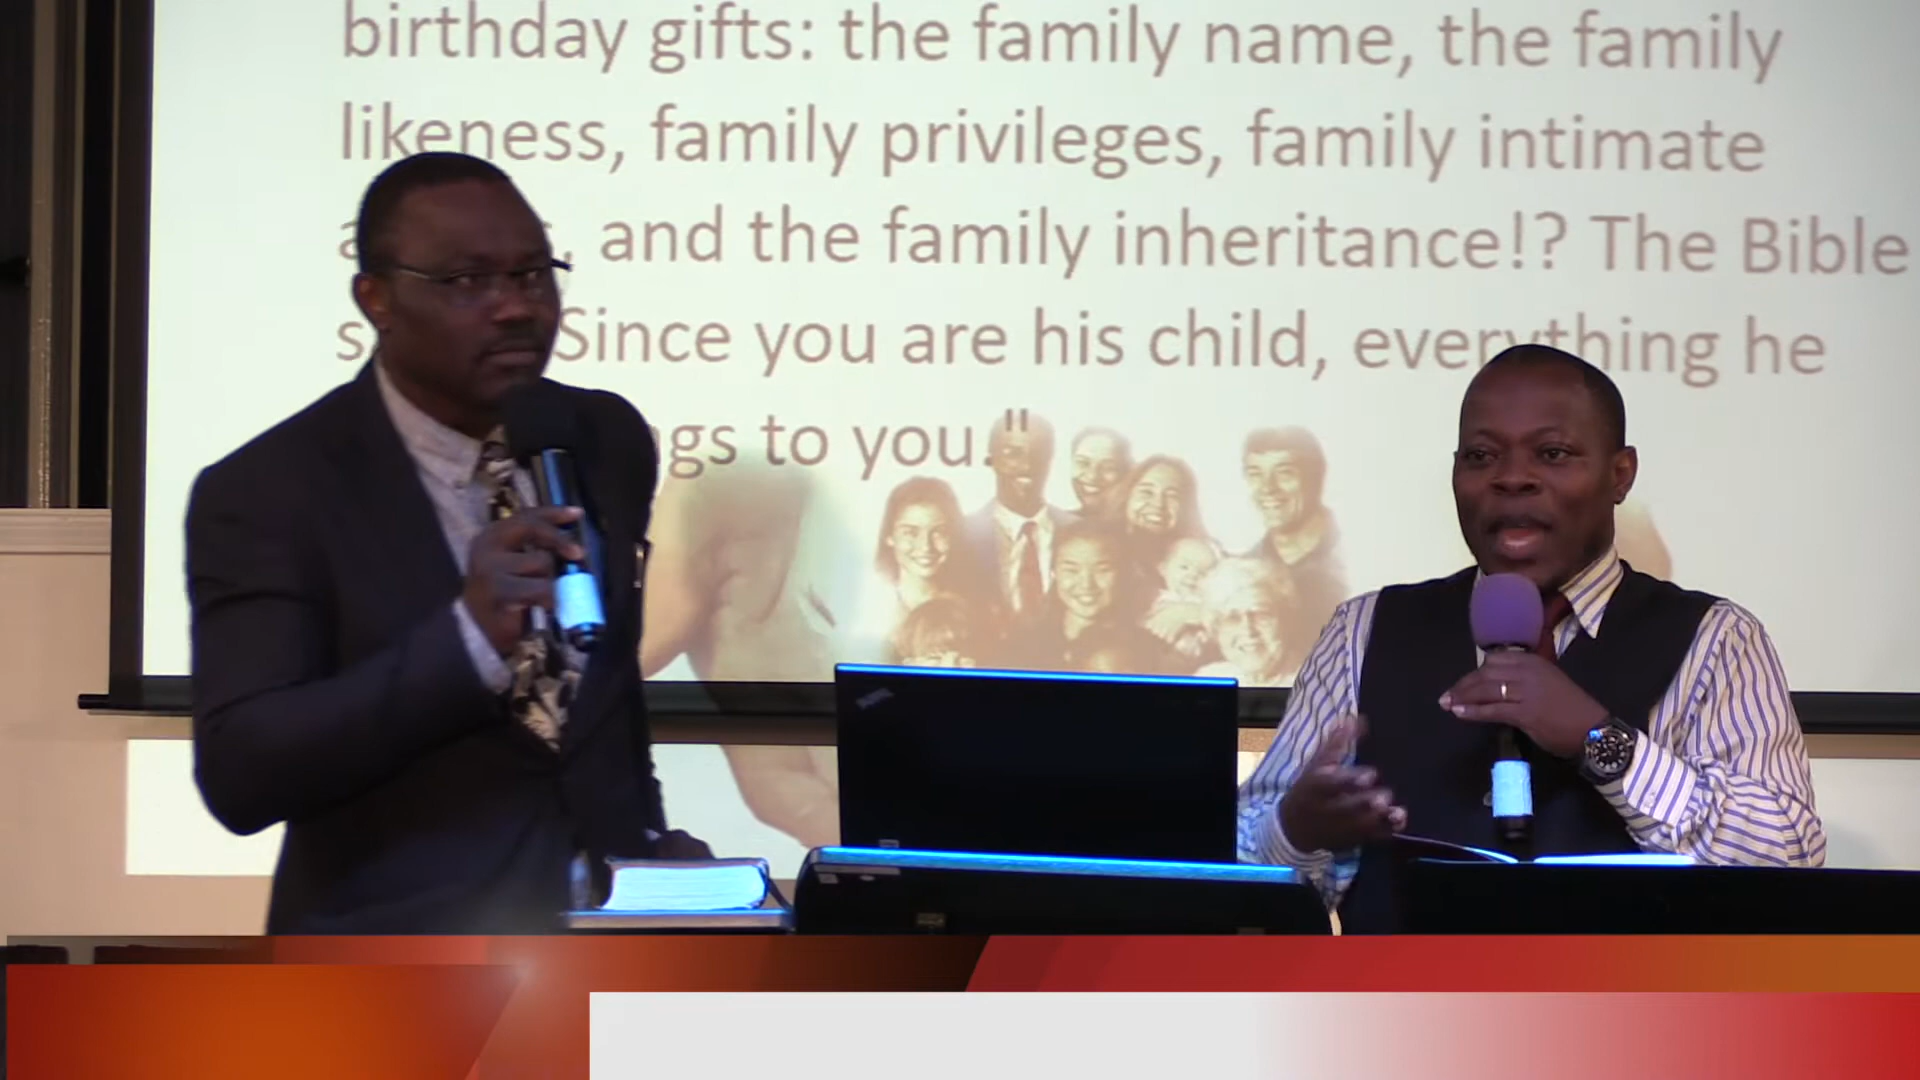 birthday gifts: the family name, the family
likeness, family privileges, family intimate
and the family inheritance!? The Bible
Since you are his child, everything he
to you."